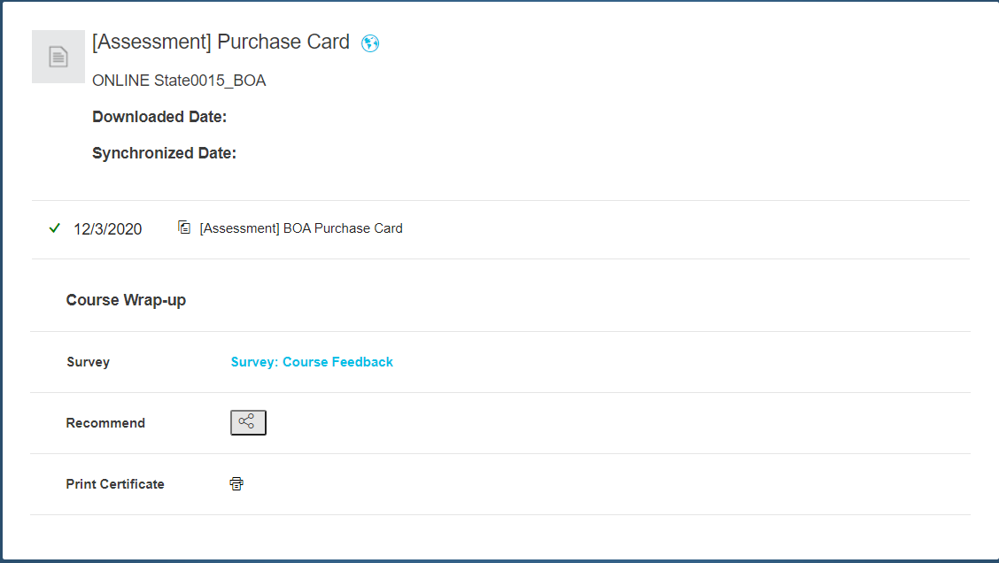 [Assessment] Purchase Card
ONLINE State0015_BOA
Downloaded Date:
Synchronized Date:
12/3/2020 [Assessment] BOA Purchase Card
Course Wrap-up
Survey Survey: Course Feedback
Recommend
Print Certificate